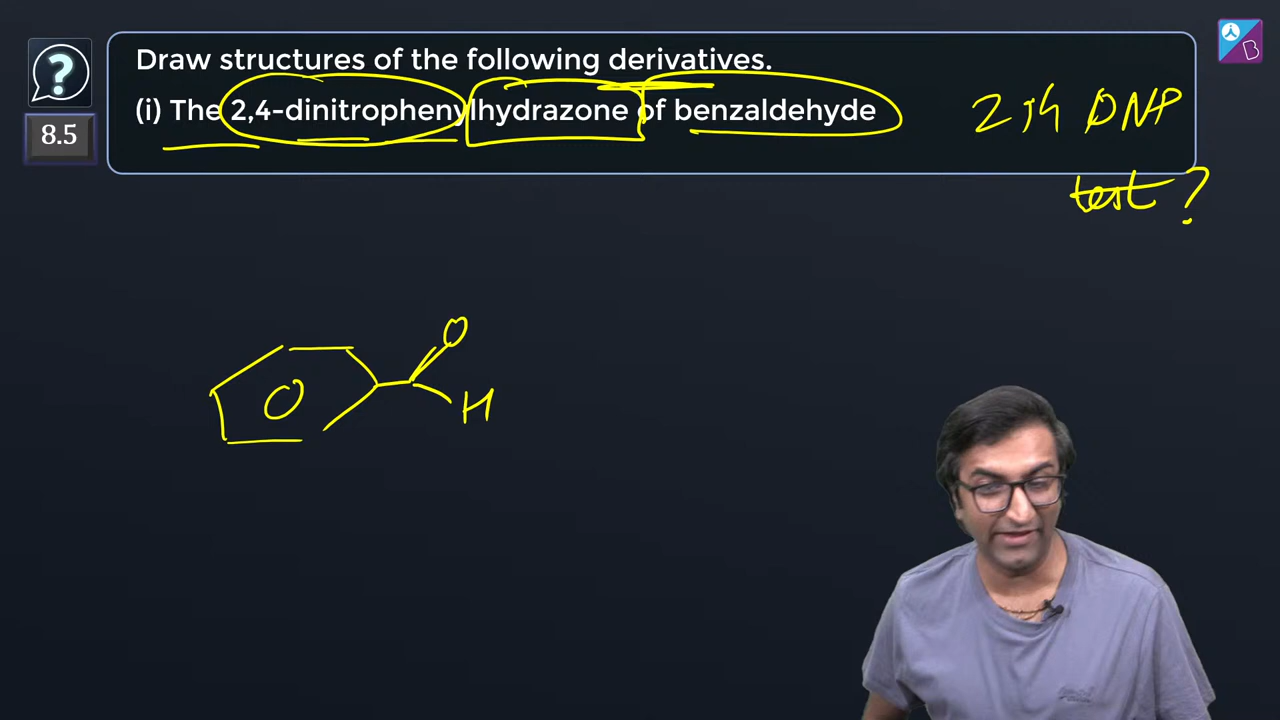 Draw structures of the following derivatives.
(i) The 2,4-dinitrophenylhydrazone of benzaldehyde
?
8.5
B
2,4 DNP
test ?
O
H